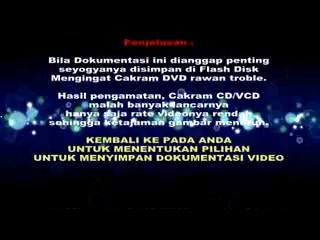 Penjelasan :
Bila Dokumentasi ini dianggap penting
seyogyanya disimpan di Flash Disk
Mengingat Cakram DVD rawan troble.
Hasil pengamatan, Cakram CD/VCD
malah banyak lancarnya
hanya saja rate videonya rendah
sehingga ketajaman gambar menurun.
KEMBALI KE PADA ANDA
UNTUK MENENTUKAN PILIHAN
UNTUK MENYIMPAN DOKUMENTASI VIDEO